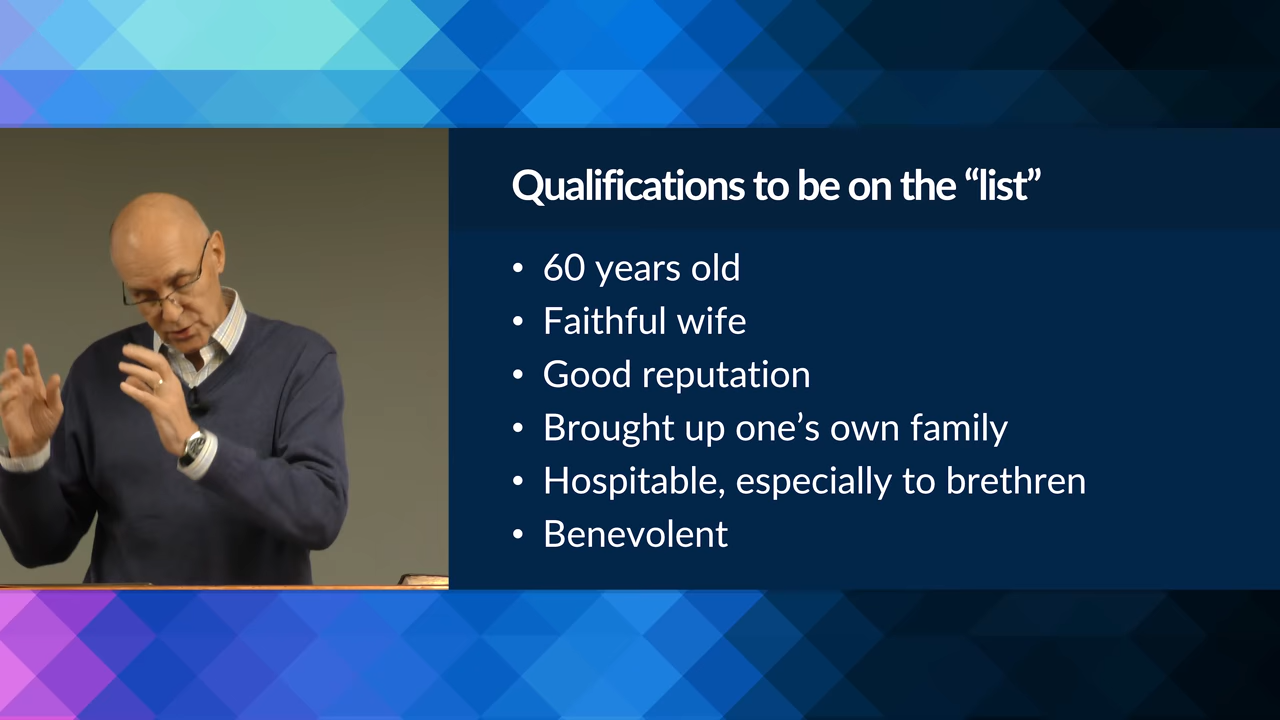 Qualifications to be on the “list”
• 60 years old
• Faithful wife
• Good reputation
• Brought up one’s own family
• Hospitable, especially to brethren
• Benevolent